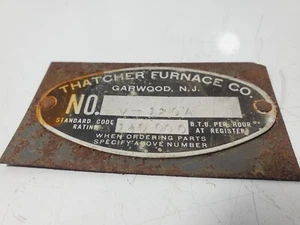 THATCHER FURNACE CO.
GARWOOD, N.J.
NO.
STANDARD CODE RATING B.T.U. PER HOUR AT REGISTER
WHEN ORDERING PARTS
SPECIFY ABOVE NUMBER